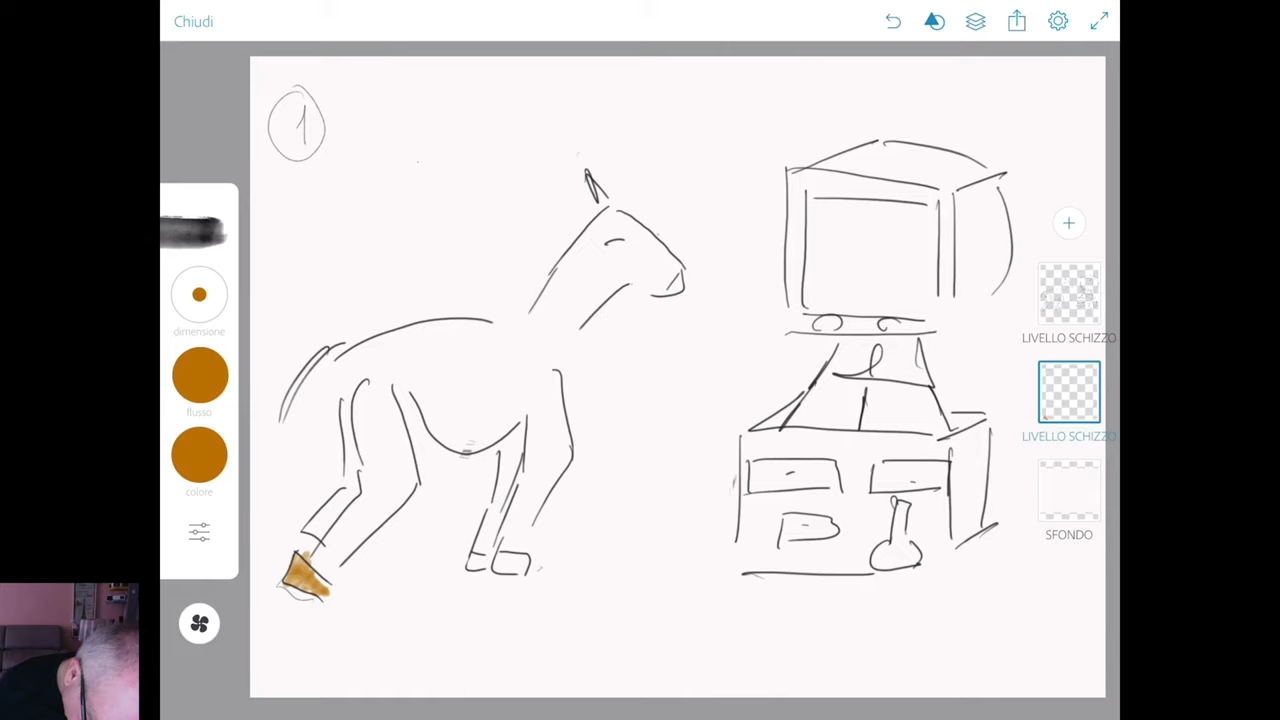 Chiudi
1
dimensione
flusso
colore
LIVELLO SCHIZZO
LIVELLO SCHIZZO
SFONDO